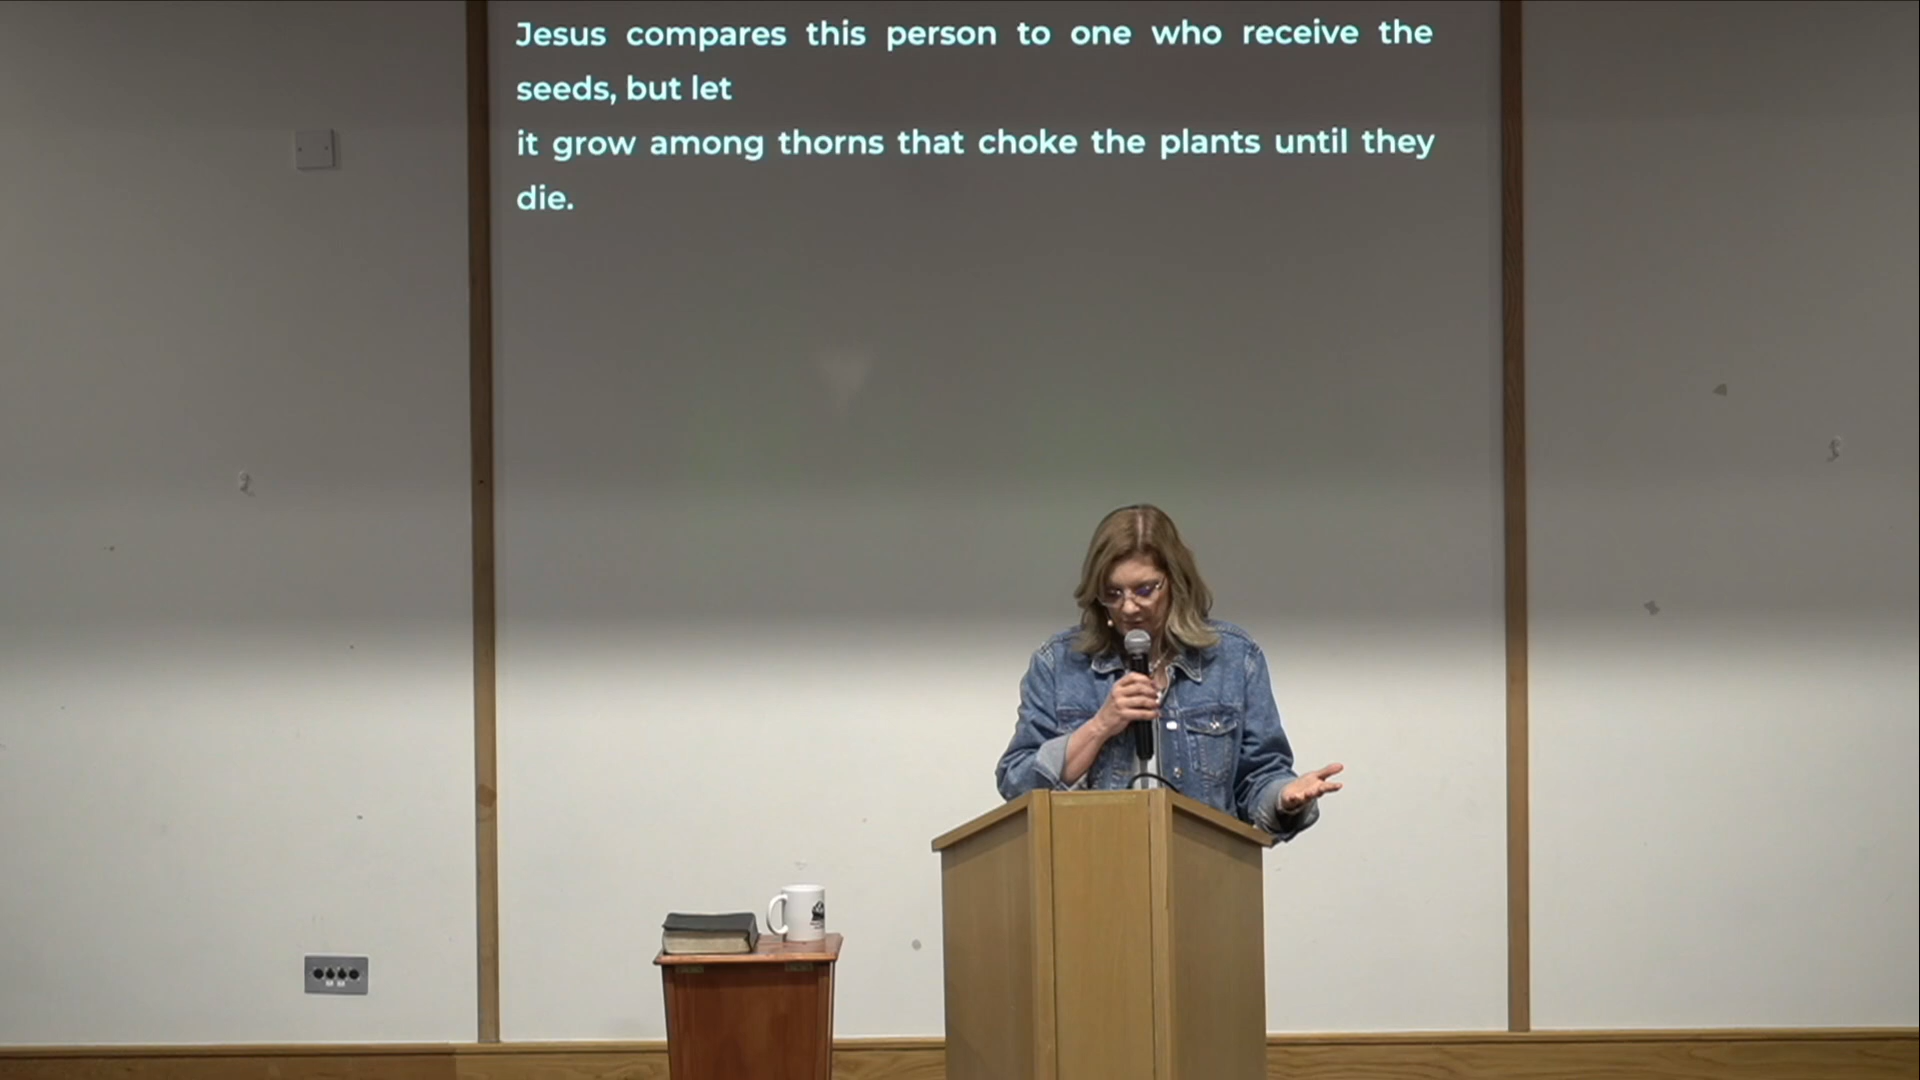 Jesus compares this person to one who receive the
seeds, but let
it grow among thorns that choke the plants until they
die.